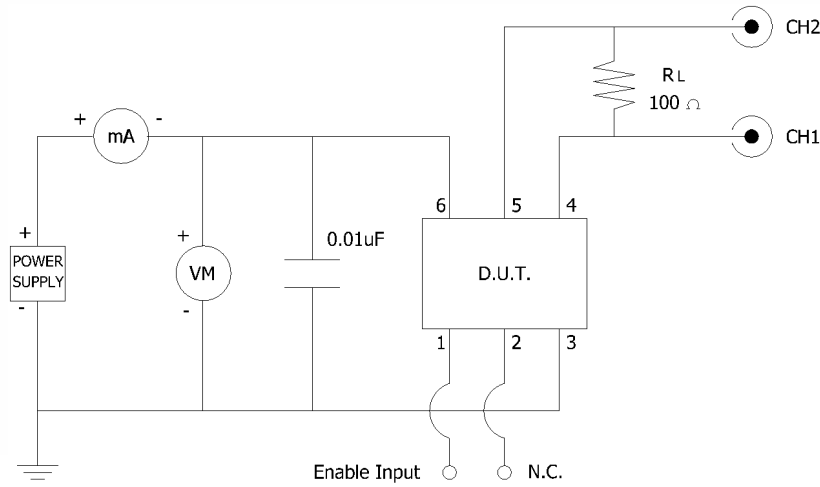 CH2
RL
100 Ω
+ mA -
CH1
6 5 4
+
POWER
SUPPLY
-
+
VM
-
0.01uF
D.U.T.
1 2 3
Enable Input
N.C.